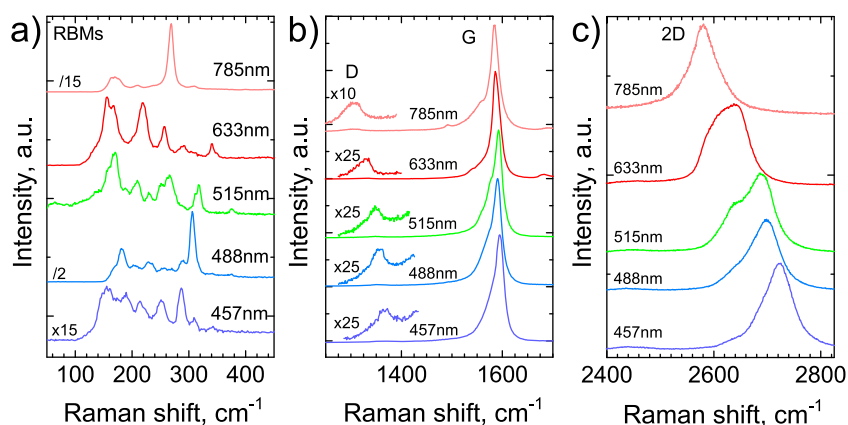 a) RBMs
/15
785nm
633nm
515nm
488nm
/2
457nm
x15
100 200 300 400
Raman shift, cm-1
Intensity, a.u.
b)
G
D
x10
785nm
x25
633nm
x25
515nm
x25
488nm
x25
457nm
1400 1600
Raman shift, cm-1
Intensity, a.u.
c)
2D
785nm
633nm
515nm
488nm
457nm
2400 2600 2800
Raman shift, cm-1
Intensity, a.u.